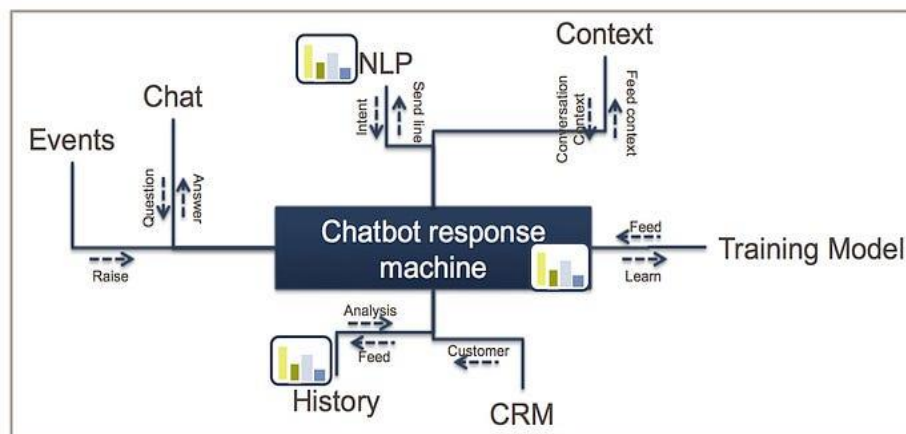 Context
NLP
Chat
Events
Intent
Send line
Conversation
Context
Feed context
Question
Answer
Raise
Chatbot response
machine
Feed
Learn
Training Model
Analysis
Feed
Customer
History
CRM